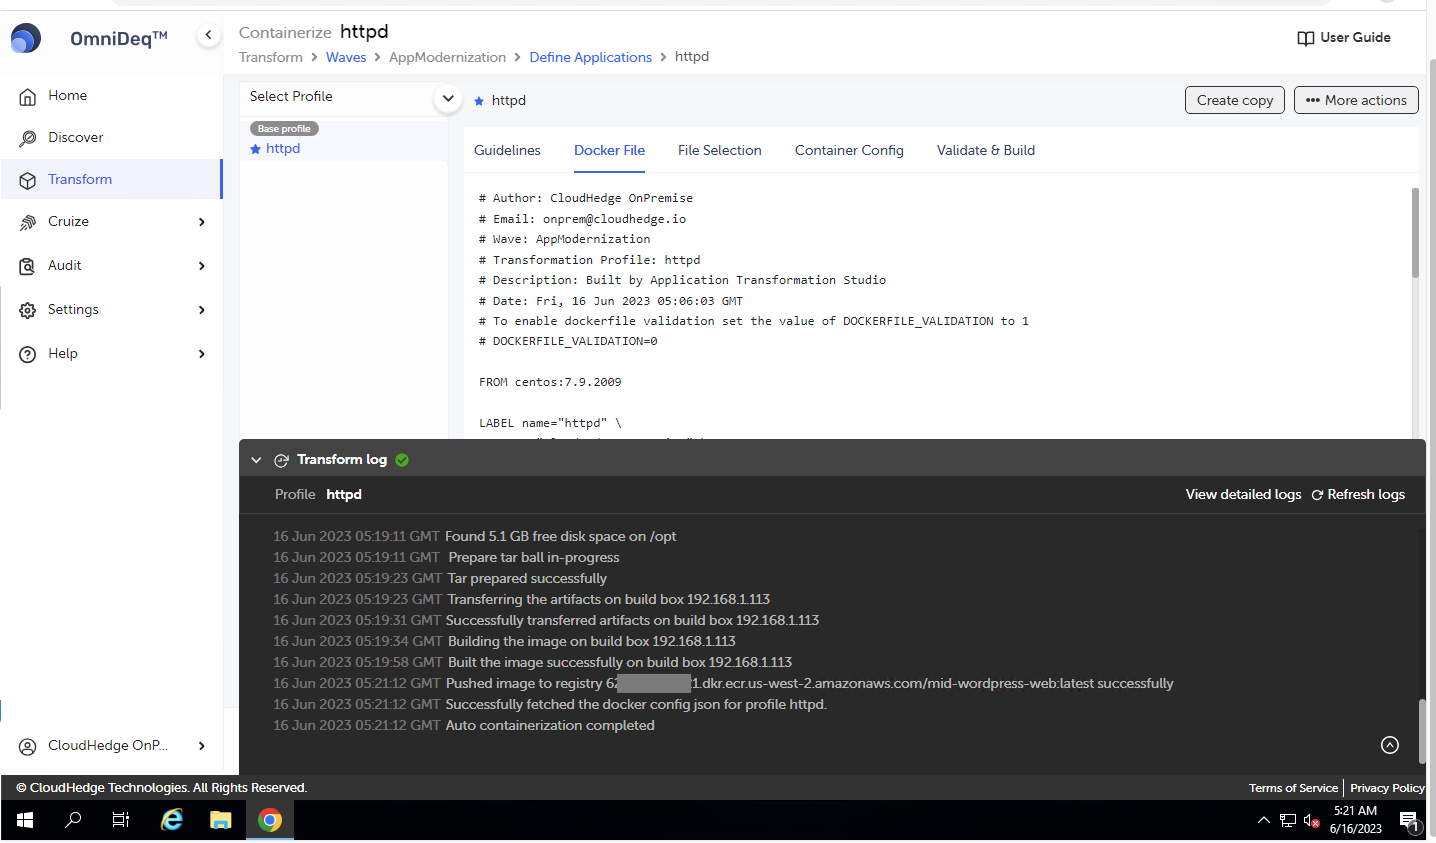 OmniDeq™
Containerize httpd
Transform > Waves > AppModernization > Define Applications > httpd
User Guide
Home
Discover
Transform
Cruize
Audit
Settings
Help
CloudHedge OnP...
Select Profile
Base profile
httpd
httpd
Create copy
••• More actions
Guidelines
Docker File
File Selection
Container Config
Validate & Build
# Author: CloudHedge OnPremise
# Email: onprem@cloudhedge.io
# Wave: AppModernization
# Transformation Profile: httpd
# Description: Built by Application Transformation Studio
# Date: Fri, 16 Jun 2023 05:06:03 GMT
# To enable dockerfile validation set the value of DOCKERFILE_VALIDATION to 1
# DOCKERFILE_VALIDATION=0
FROM centos:7.9.2009
LABEL name="httpd" \
Transform log
Profile httpd
View detailed logs
Refresh logs
16 Jun 2023 05:19:11 GMT Found 5.1 GB free disk space on /opt
16 Jun 2023 05:19:11 GMT Prepare tar ball in-progress
16 Jun 2023 05:19:23 GMT Tar prepared successfully
16 Jun 2023 05:19:23 GMT Transferring the artifacts on build box 192.168.1.113
16 Jun 2023 05:19:31 GMT Successfully transferred artifacts on build box 192.168.1.113
16 Jun 2023 05:19:34 GMT Building the image on build box 192.168.1.113
16 Jun 2023 05:19:58 GMT Built the image successfully on build box 192.168.1.113
16 Jun 2023 05:21:12 GMT Pushed image to registry 62 1.dkr.ecr.us-west-2.amazonaws.com/mid-wordpress-web:latest successfully
16 Jun 2023 05:21:12 GMT Successfully fetched the docker config json for profile httpd.
16 Jun 2023 05:21:12 GMT Auto containerization completed
© CloudHedge Technologies. All Rights Reserved.
Terms of Service | Privacy Policy
5:21 AM
6/16/2023
1